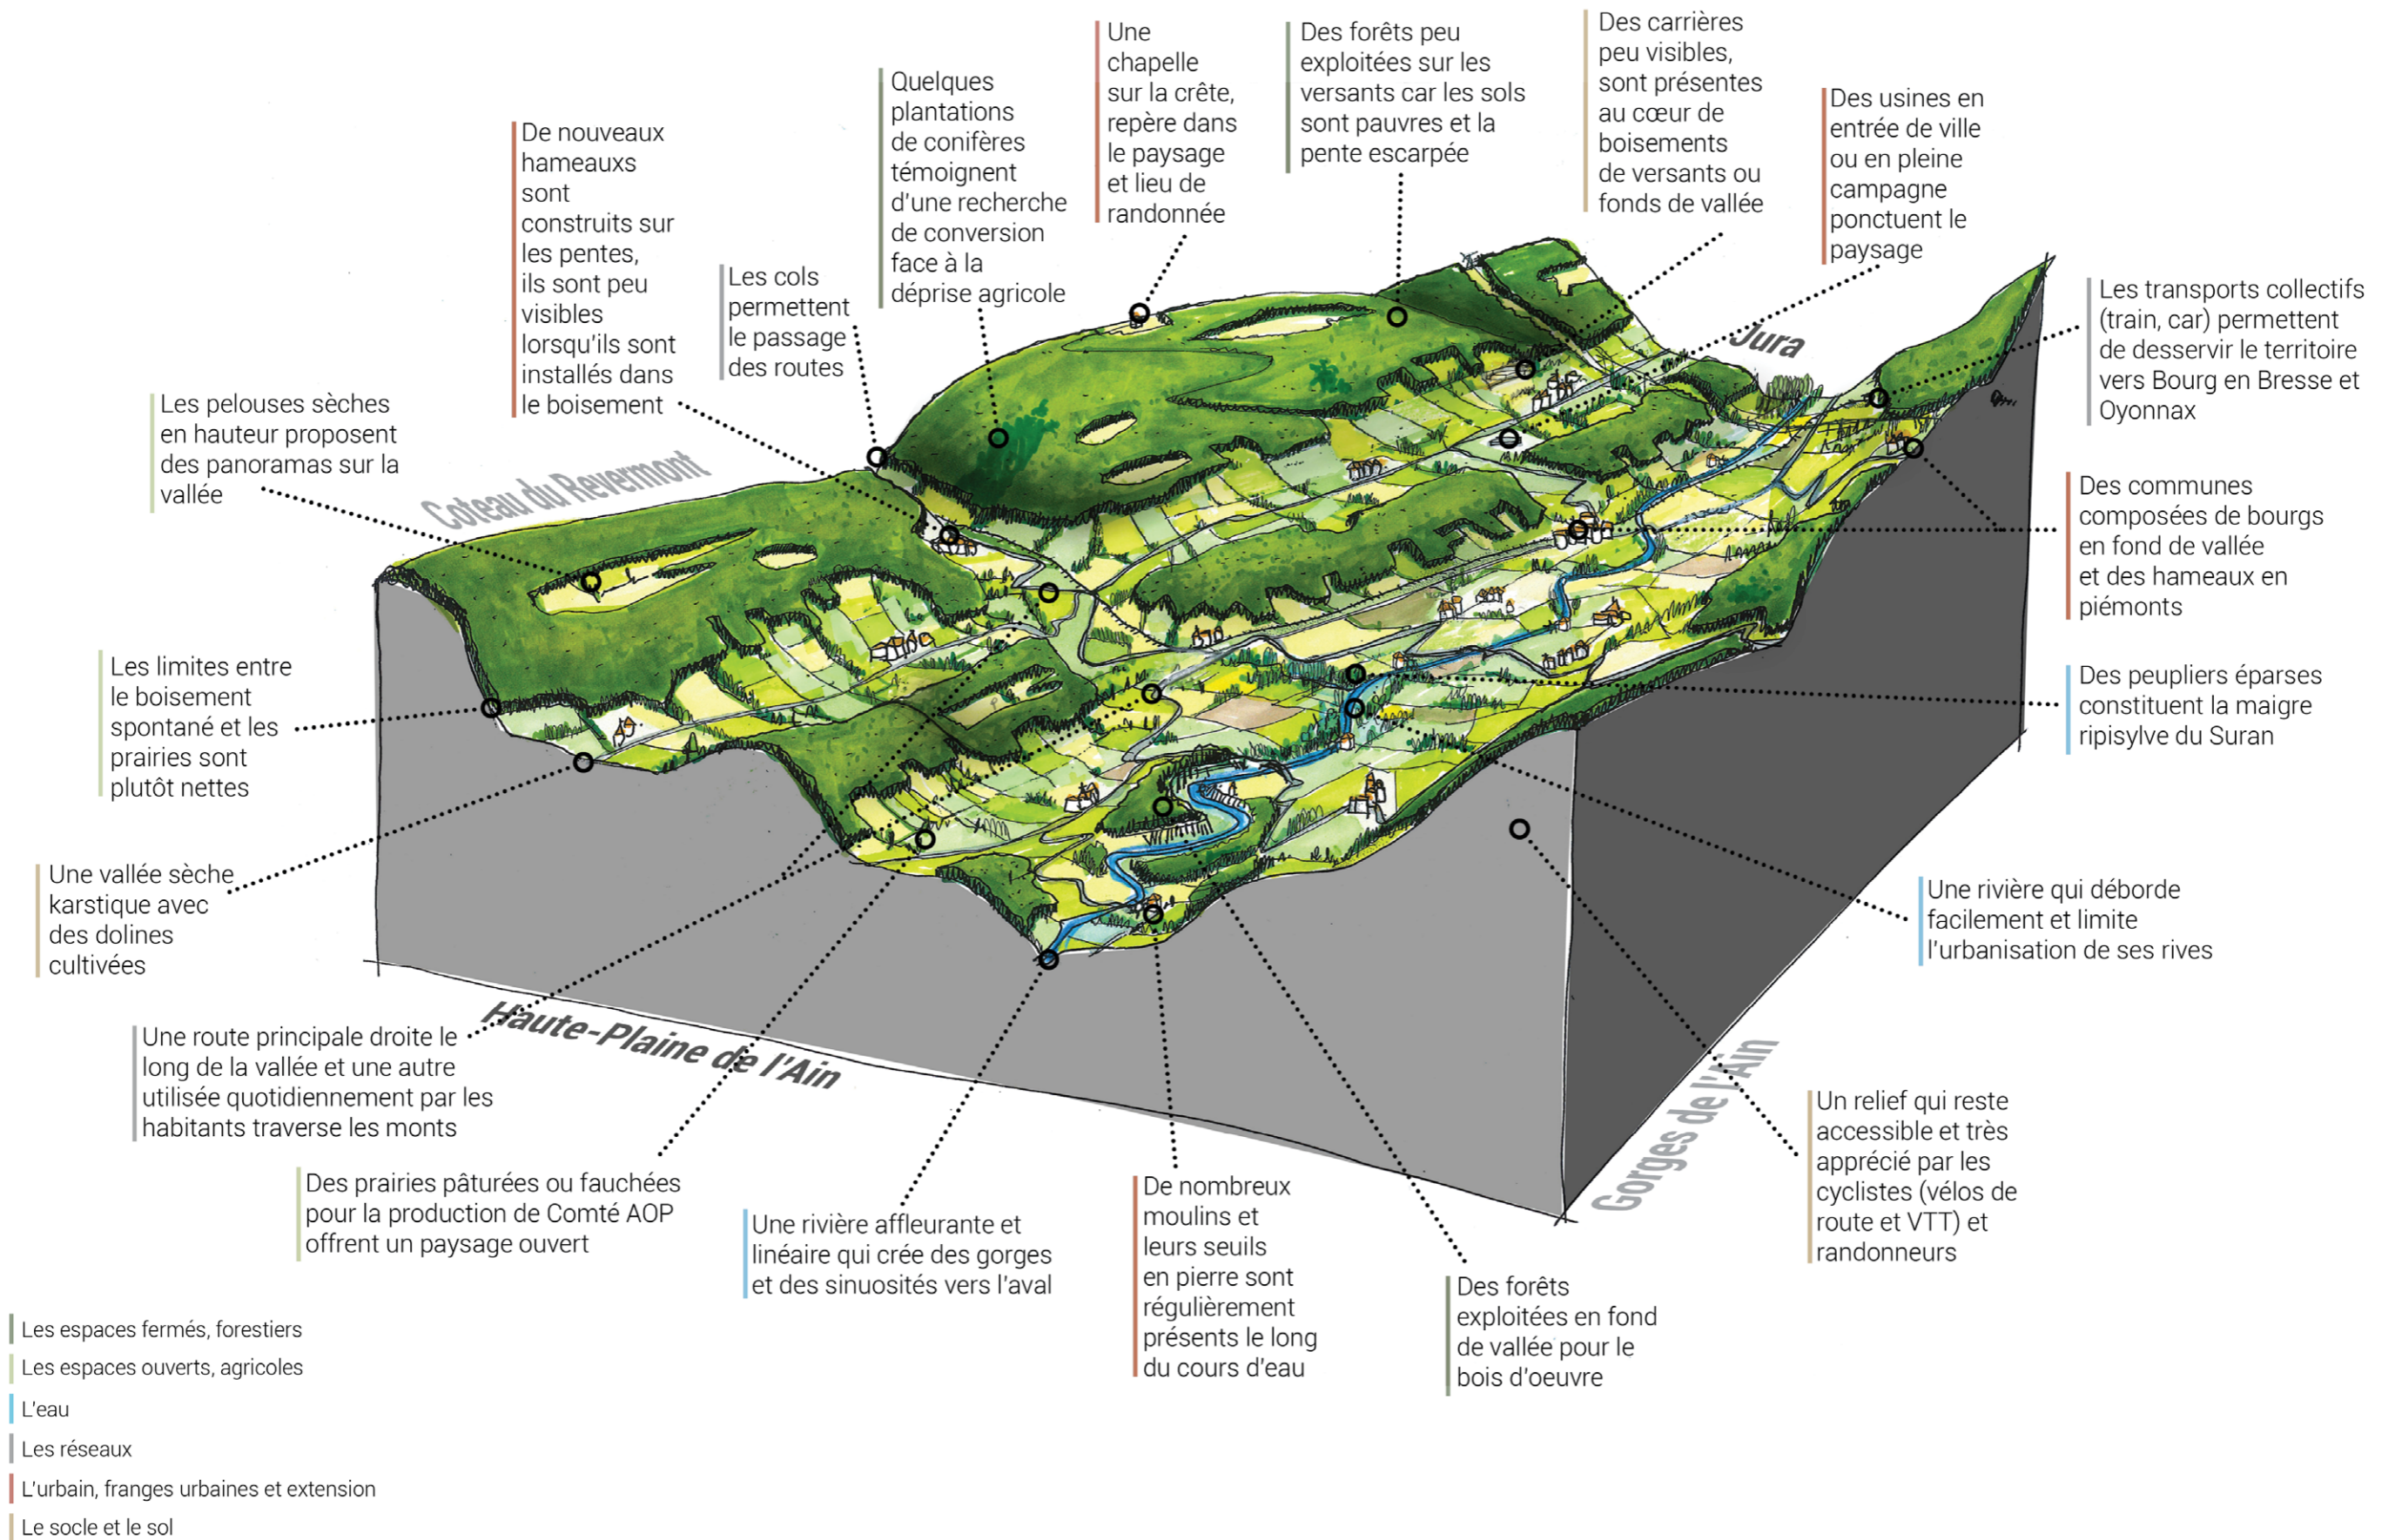 Une
chapelle
sur la crête,
repère dans
le paysage
et lieu de
randonnée
Des forêts peu
exploitées sur les
versants car les sols
sont pauvres et la
pente escarpée
Des carrières
peu visibles,
sont présentes
au cœur de
boisements
de versants ou
fonds de vallée
Quelques
plantations
de conifères
témoignent
d'une recherche
de conversion
face à la
déprise agricole
Des usines en
entrée de ville
ou en pleine
campagne
ponctuent le
paysage
De nouveaux
hameauxs
sont
construits sur
les pentes,
ils sont peu
visibles
lorsqu'ils sont
installés dans
le boisement
Les cols
permettent
le passage
des routes
Les transports collectifs
(train, car) permettent
de desservir le territoire
vers Bourg en Bresse et
Oyonnax
Jura
Les pelouses sèches
en hauteur proposent
des panoramas sur la
vallée
Coteau du Revermont
Des communes
composées de bourgs
en fond de vallée
et des hameaux en
piémonts
Les limites entre
le boisement
spontané et les
prairies sont
plutôt nettes
Des peupliers éparses
constituent la maigre
ripisylve du Suran
Une vallée sèche
karstique avec
des dolines
cultivées
Une rivière qui déborde
facilement et limite
l'urbanisation de ses rives
Haute-Plaine de l'Ain
Gorges de l'Ain
Une route principale droite le
long de la vallée et une autre
utilisée quotidiennement par les
habitants traverse les monts
Un relief qui reste
accessible et très
apprécié par les
cyclistes (vélos de
route et VTT) et
randonneurs
Des prairies pâturées ou fauchées
pour la production de Comté AOP
offrent un paysage ouvert
Une rivière affleurante et
linéaire qui crée des gorges
et des sinuosités vers l'aval
De nombreux
moulins et
leurs seuils
en pierre sont
régulièrement
présents le long
du cours d'eau
Des forêts
exploitées en fond
de vallée pour le
bois d'oeuvre
Les espaces fermés, forestiers
Les espaces ouverts, agricoles
L'eau
Les réseaux
L'urbain, franges urbaines et extension
Le socle et le sol